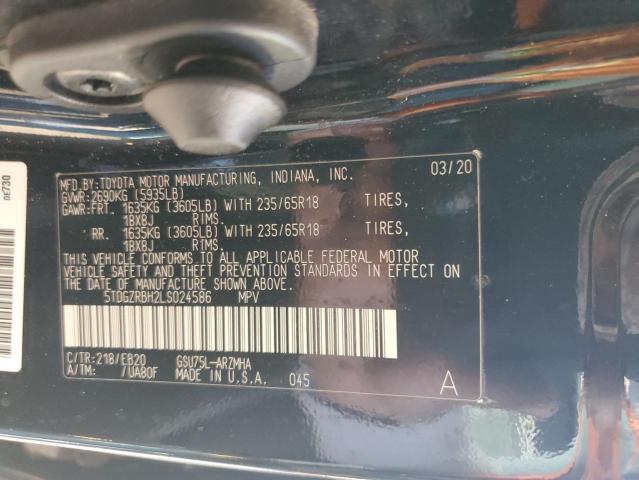 0E730
MFD.BY:TOYOTA MOTOR MANUFACTURING, INDIANA, INC. 03/20
GVWR:2690KG (5935LB)
GAWR:FRT. 1635KG (3605LB) WITH 235/65R18 TIRES,
18X8J RIMS.
RR. 1635KG (3605LB) WITH 235/65R18 TIRES,
18X8J RIMS.
THIS VEHICLE CONFORMS TO ALL APPLICABLE FEDERAL MOTOR
VEHICLE SAFETY AND THEFT PREVENTION STANDARDS IN EFFECT ON
THE DATE OF MANUFACTURE SHOWN ABOVE.
5TDGZRBH2LS024586 MPV
C/TR:218/EB20 GSU75L-ARZMHA
A/TM: /UA80F MADE IN U.S.A. 045 A